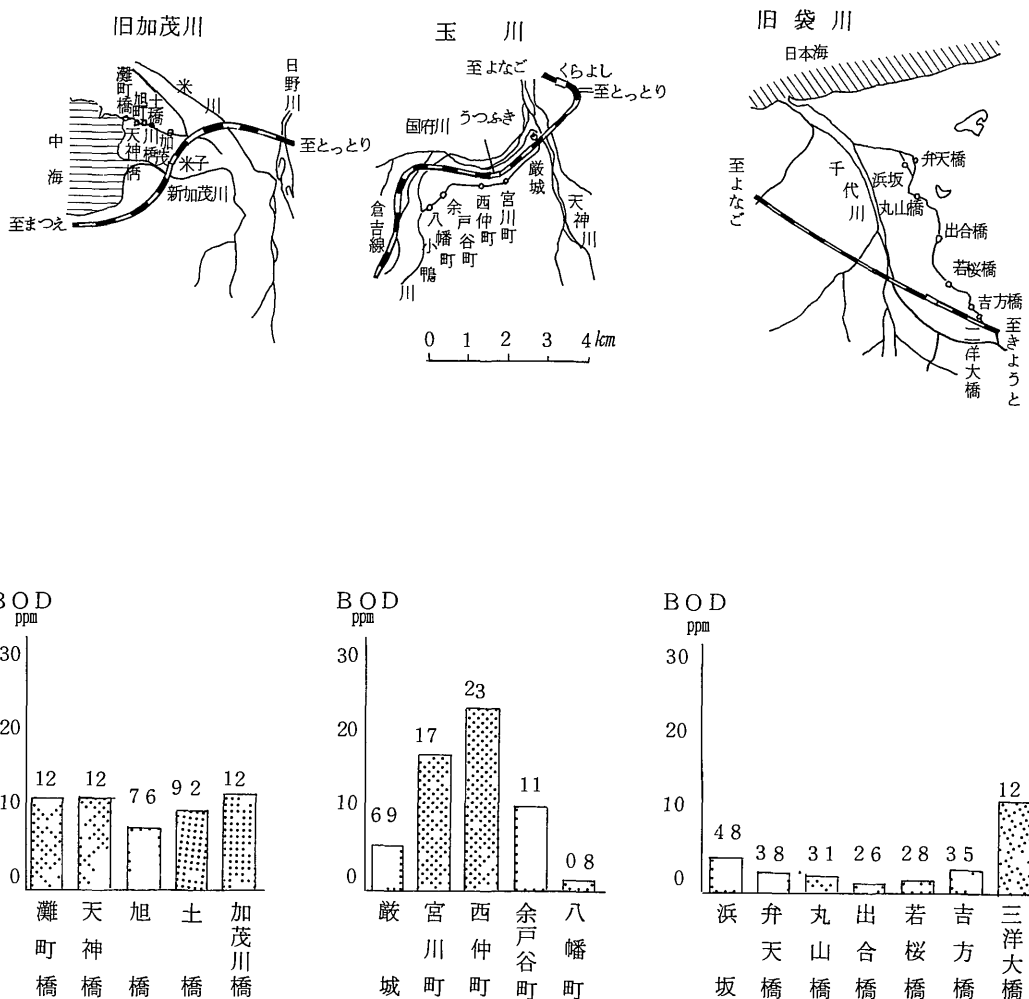 旧加茂川
灘町橋
旭町橋
土橋
天神橋
加茂川橋
米川
日野川
中海
米子
新加茂川
至とっとり
至まつえ
玉川
至よなご
くらよし
至とっとり
国府川
うつぶき
厳城
宮川町
西仲町
余戸谷町
八幡町
小鴨川
倉吉線
天神川
0 1 2 3 4 km
旧袋川
日本海
至よなご
千代川
浜坂
弁天橋
丸山橋
出合橋
若桜橋
吉方橋
三洋大橋
至きょうと
BOD
ppm
30
20
10
0
12
12
7 6
9 2
12
灘町橋
天神橋
旭橋
土橋
加茂川橋
BOD
ppm
30
20
10
0
6 9
17
23
11
0 8
厳城
宮川町
西仲町
余戸谷町
八幡町
BOD
ppm
30
20
10
0
4 8
3 8
3 1
2 6
2 8
3 5
12
浜坂
弁天橋
丸山橋
出合橋
若桜橋
吉方橋
三洋大橋